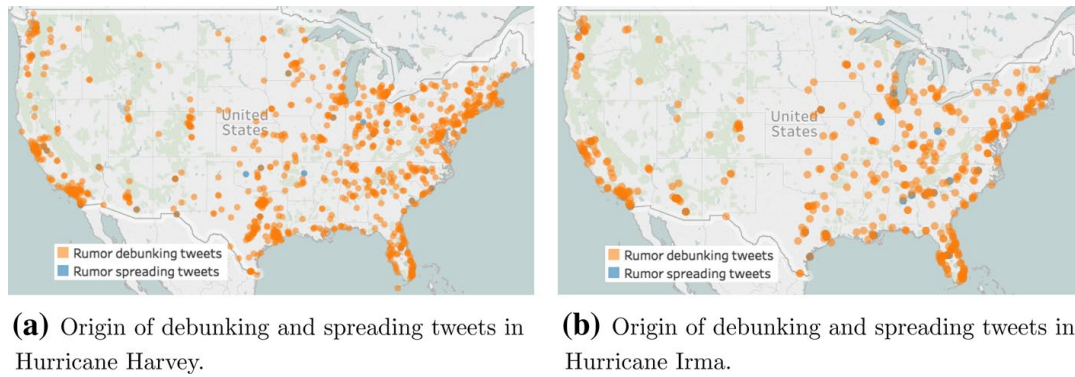 United
States
Rumor debunking tweets
Rumor spreading tweets
(a) Origin of debunking and spreading tweets in
Hurricane Harvey.
United
States
Rumor debunking tweets
Rumor spreading tweets
(b) Origin of debunking and spreading tweets in
Hurricane Irma.